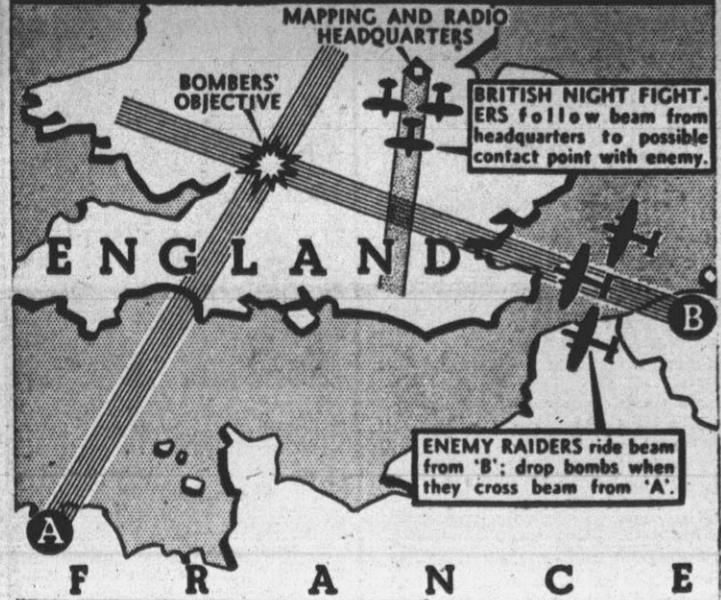 MAPPING AND RADIO
HEADQUARTERS
BOMBERS'
OBJECTIVE
BRITISH NIGHT FIGHT-
ERS follow beam from
headquarters to possible
contact point with enemy.
ENGLAND
B
ENEMY RAIDERS ride beam
from 'B'; drop bombs when
they cross beam from 'A'.
A
FRANCE